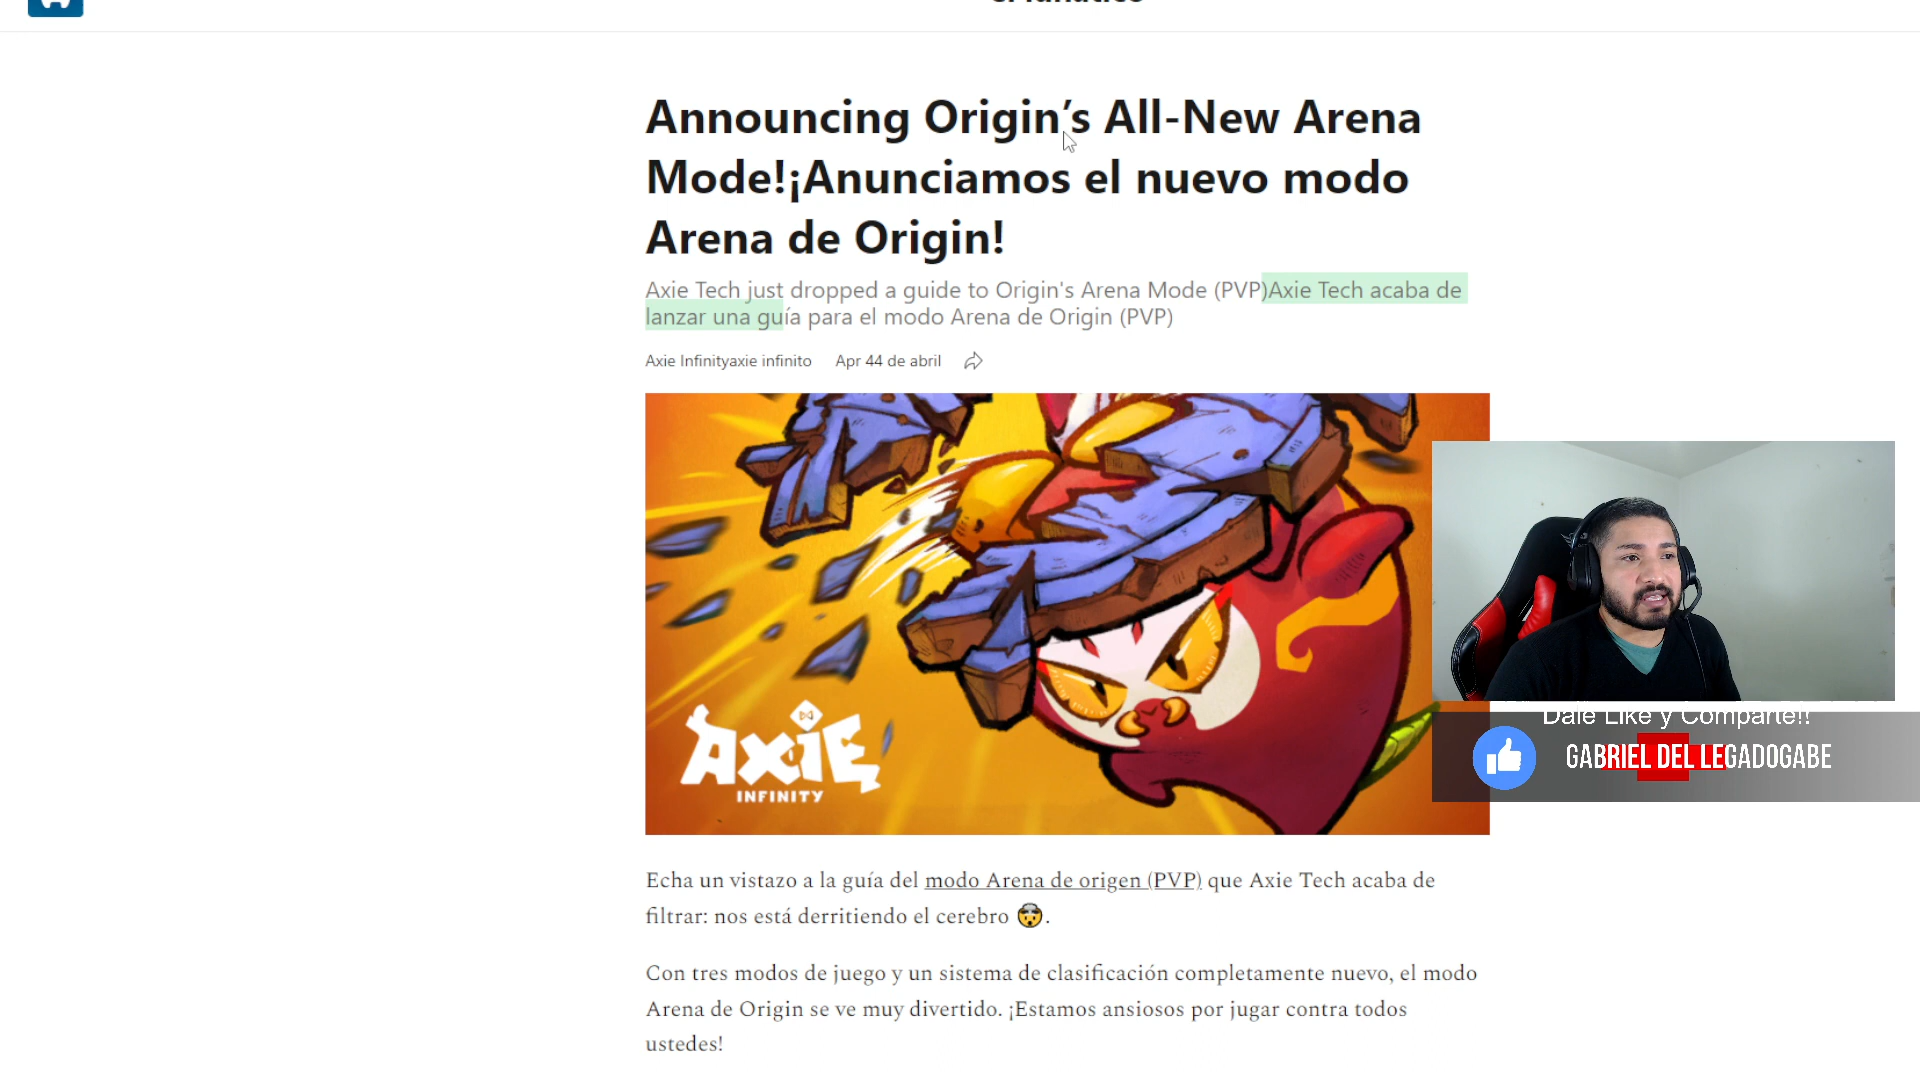 el fanático
Announcing Origin’s All-New Arena
Mode!¡Anunciamos el nuevo modo
Arena de Origin!
Axie Tech just dropped a guide to Origin's Arena Mode (PVP)Axie Tech acaba de
lanzar una guía para el modo Arena de Origin (PVP)
Axie Infinityaxie infinito Apr 44 de abril
AXIE
INFINITY
Dale Like y Comparte!!
GABRIEL DEL LEGADOGABE
Echa un vistazo a la guía del modo Arena de origen (PVP) que Axie Tech acaba de
filtrar: nos está derritiendo el cerebro 🤯.
Con tres modos de juego y un sistema de clasificación completamente nuevo, el modo
Arena de Origin se ve muy divertido. ¡Estamos ansiosos por jugar contra todos
ustedes!